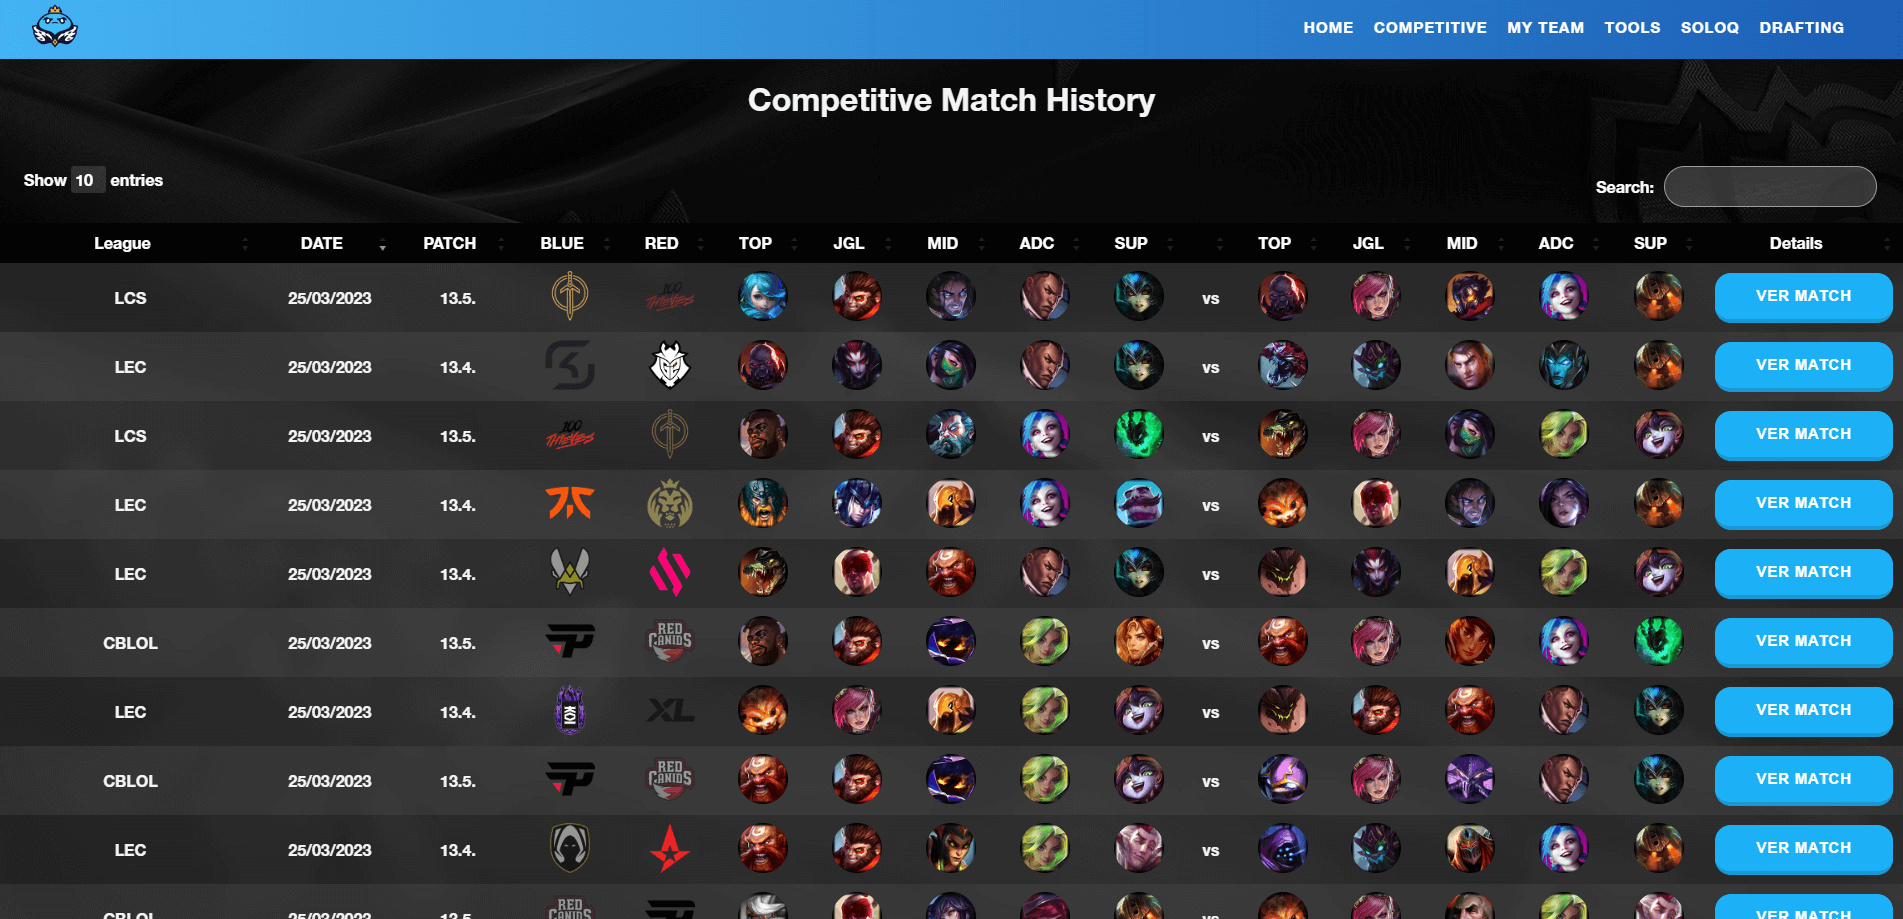 HOME COMPETITIVE MY TEAM TOOLS SOLOQ DRAFTING
Competitive Match History
Show 10 entries
Search:
League DATE PATCH BLUE RED TOP JGL MID ADC SUP TOP JGL MID ADC SUP Details
LCS 25/03/2023 13.5. 100 THIEVES vs VER MATCH
LEC 25/03/2023 13.4. SK vs VER MATCH
LCS 25/03/2023 13.5. 100 THIEVES vs VER MATCH
LEC 25/03/2023 13.4. vs VER MATCH
LEC 25/03/2023 13.4. vs VER MATCH
CBLOL 25/03/2023 13.5. RED CANIDS vs VER MATCH
LEC 25/03/2023 13.4. KOI XL vs VER MATCH
CBLOL 25/03/2023 13.5. RED CANIDS vs VER MATCH
LEC 25/03/2023 13.4. vs VER MATCH
CBLOL 25/03/2023 13.5. RED CANIDS vs VER MATCH